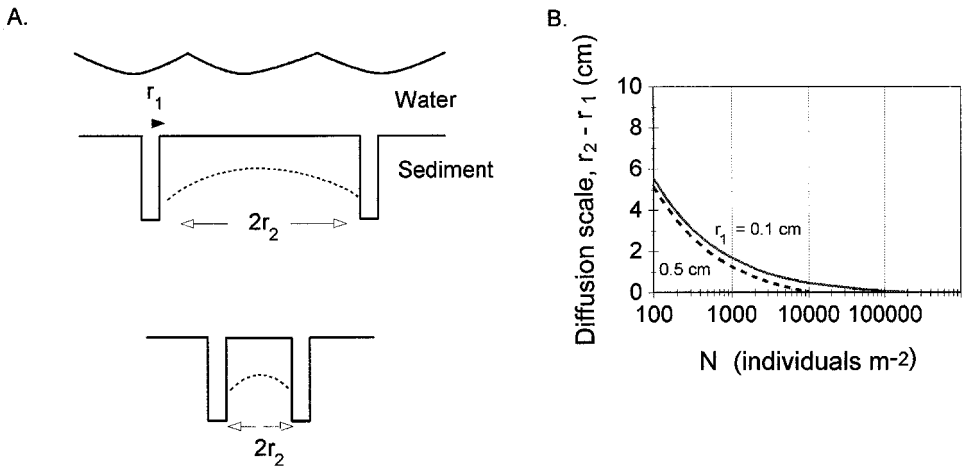 A.
r1
Water
Sediment
2r2
2r2
B.
Diffusion scale, r2 - r1 (cm)
10
8
6
4
2
0
r1 = 0.1 cm
0.5 cm
100 1000 10000 100000
N (individuals m-2)